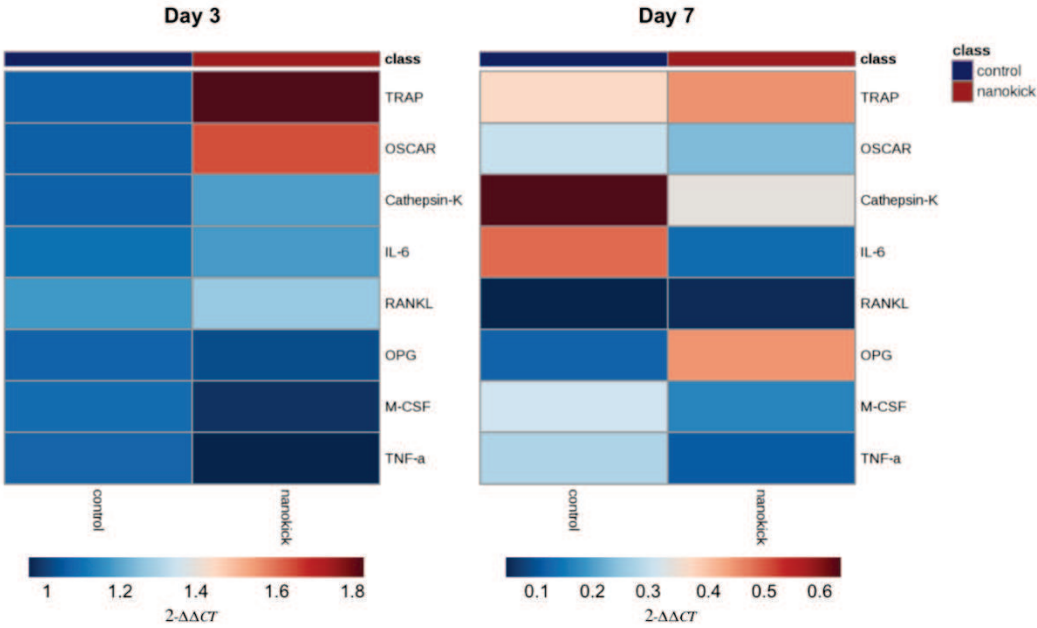 Day 3
Day 7
class
TRAP
OSCAR
Cathepsin-K
IL-6
RANKL
OPG
M-CSF
TNF-a
control
nanokick
1 1.2 1.4 1.6 1.8
2-ΔΔCT
class
TRAP
OSCAR
Cathepsin-K
IL-6
RANKL
OPG
M-CSF
TNF-a
control
nanokick
0.1 0.2 0.3 0.4 0.5 0.6
2-ΔΔCT
class
control
nanokick